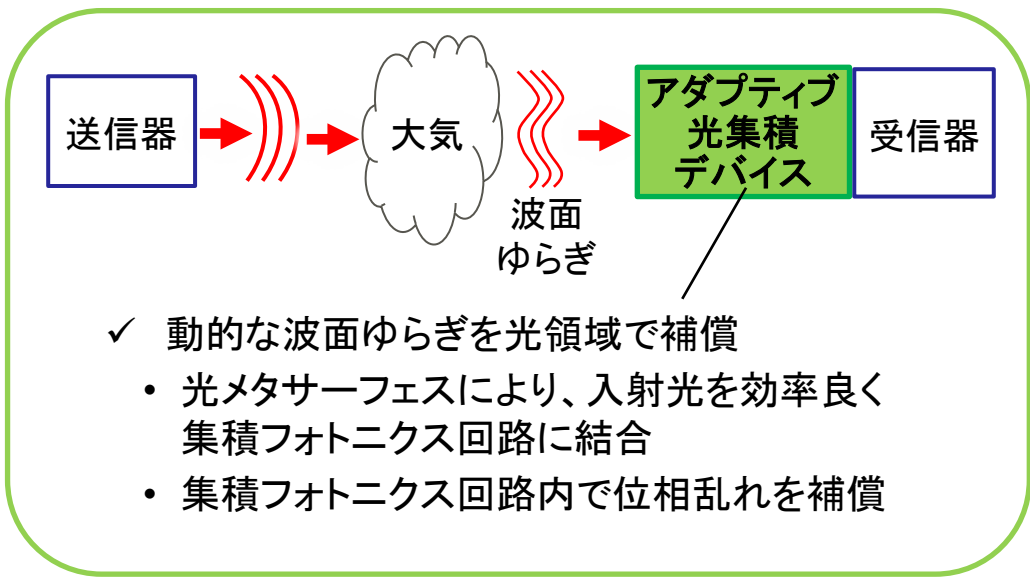 送信器
大気
波面
ゆらぎ
アダプティブ
光集積
デバイス
受信器
✓ 動的な波面ゆらぎを光領域で補償
• 光メタサーフェスにより、入射光を効率良く
集積フォトニクス回路に結合
• 集積フォトニクス回路内で位相乱れを補償